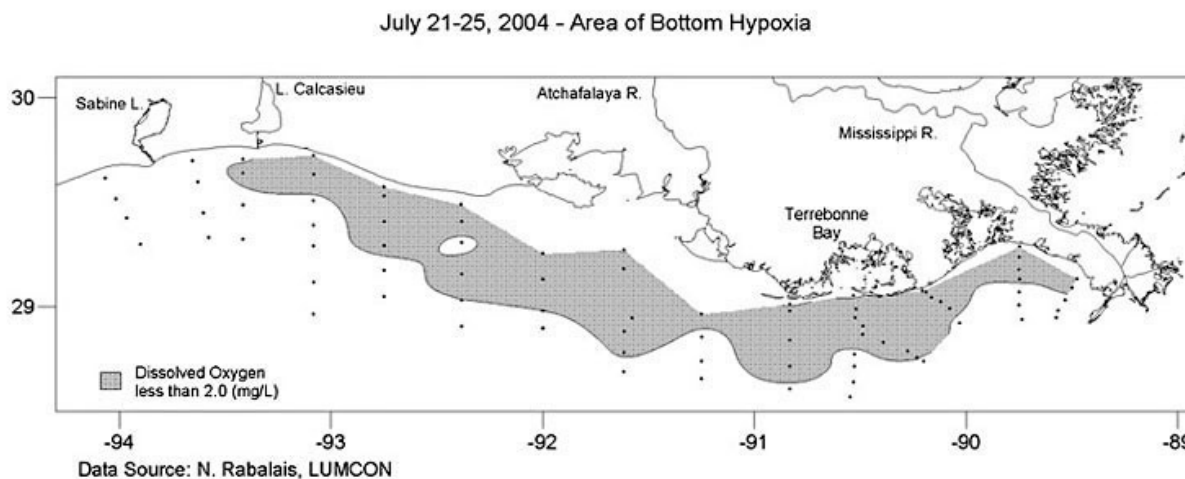 July 21-25, 2004 - Area of Bottom Hypoxia
30
Sabine L.
L. Calcasieu
Atchafalaya R.
Mississippi R.
Terrebonne
Bay
29
Dissolved Oxygen
less than 2.0 (mg/L)
-94
-93
-92
-91
-90
-89
Data Source: N. Rabalais, LUMCON